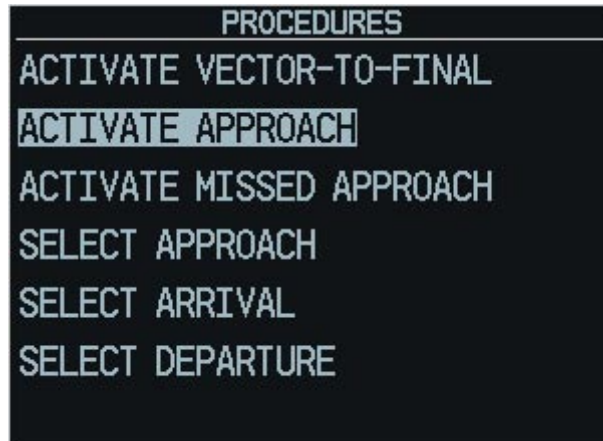 PROCEDURES
ACTIVATE VECTOR-TO-FINAL
ACTIVATE APPROACH
ACTIVATE MISSED APPROACH
SELECT APPROACH
SELECT ARRIVAL
SELECT DEPARTURE